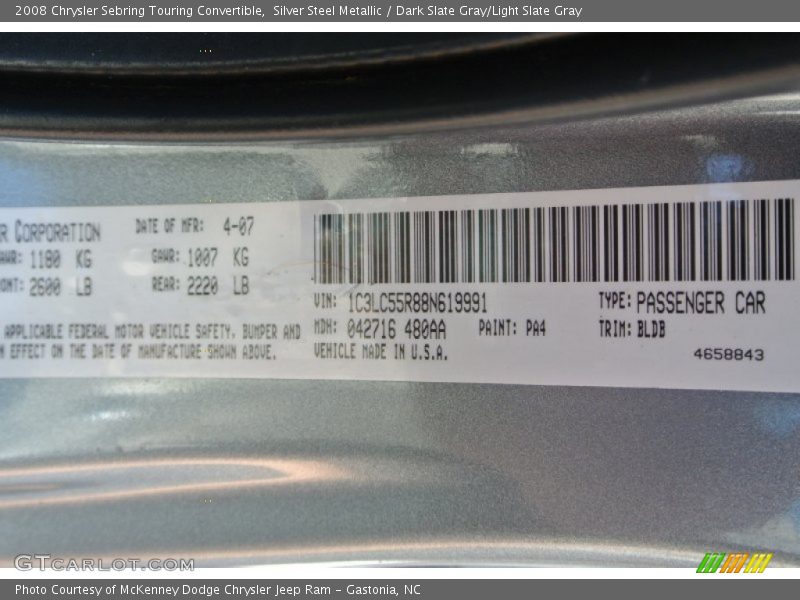 2008 Chrysler Sebring Touring Convertible, Silver Steel Metallic / Dark Slate Gray/Light Slate Gray
CORPORATION DATE OF MFR: 4-07
1180 KG GAWR: 1007 KG
2600 LB REAR: 2220 LB
VIN: 1C3LC55R88N619991 TYPE: PASSENGER CAR
APPLICABLE FEDERAL MOTOR VEHICLE SAFETY, BUMPER AND
MDH: 042716 480AA PAINT: PA4 TRIM: BLDB
EFFECT ON THE DATE OF MANUFACTURE SHOWN ABOVE.
VEHICLE MADE IN U.S.A.
4658843
GTCARLOT.COM
Photo Courtesy of McKenney Dodge Chrysler Jeep Ram – Gastonia, NC